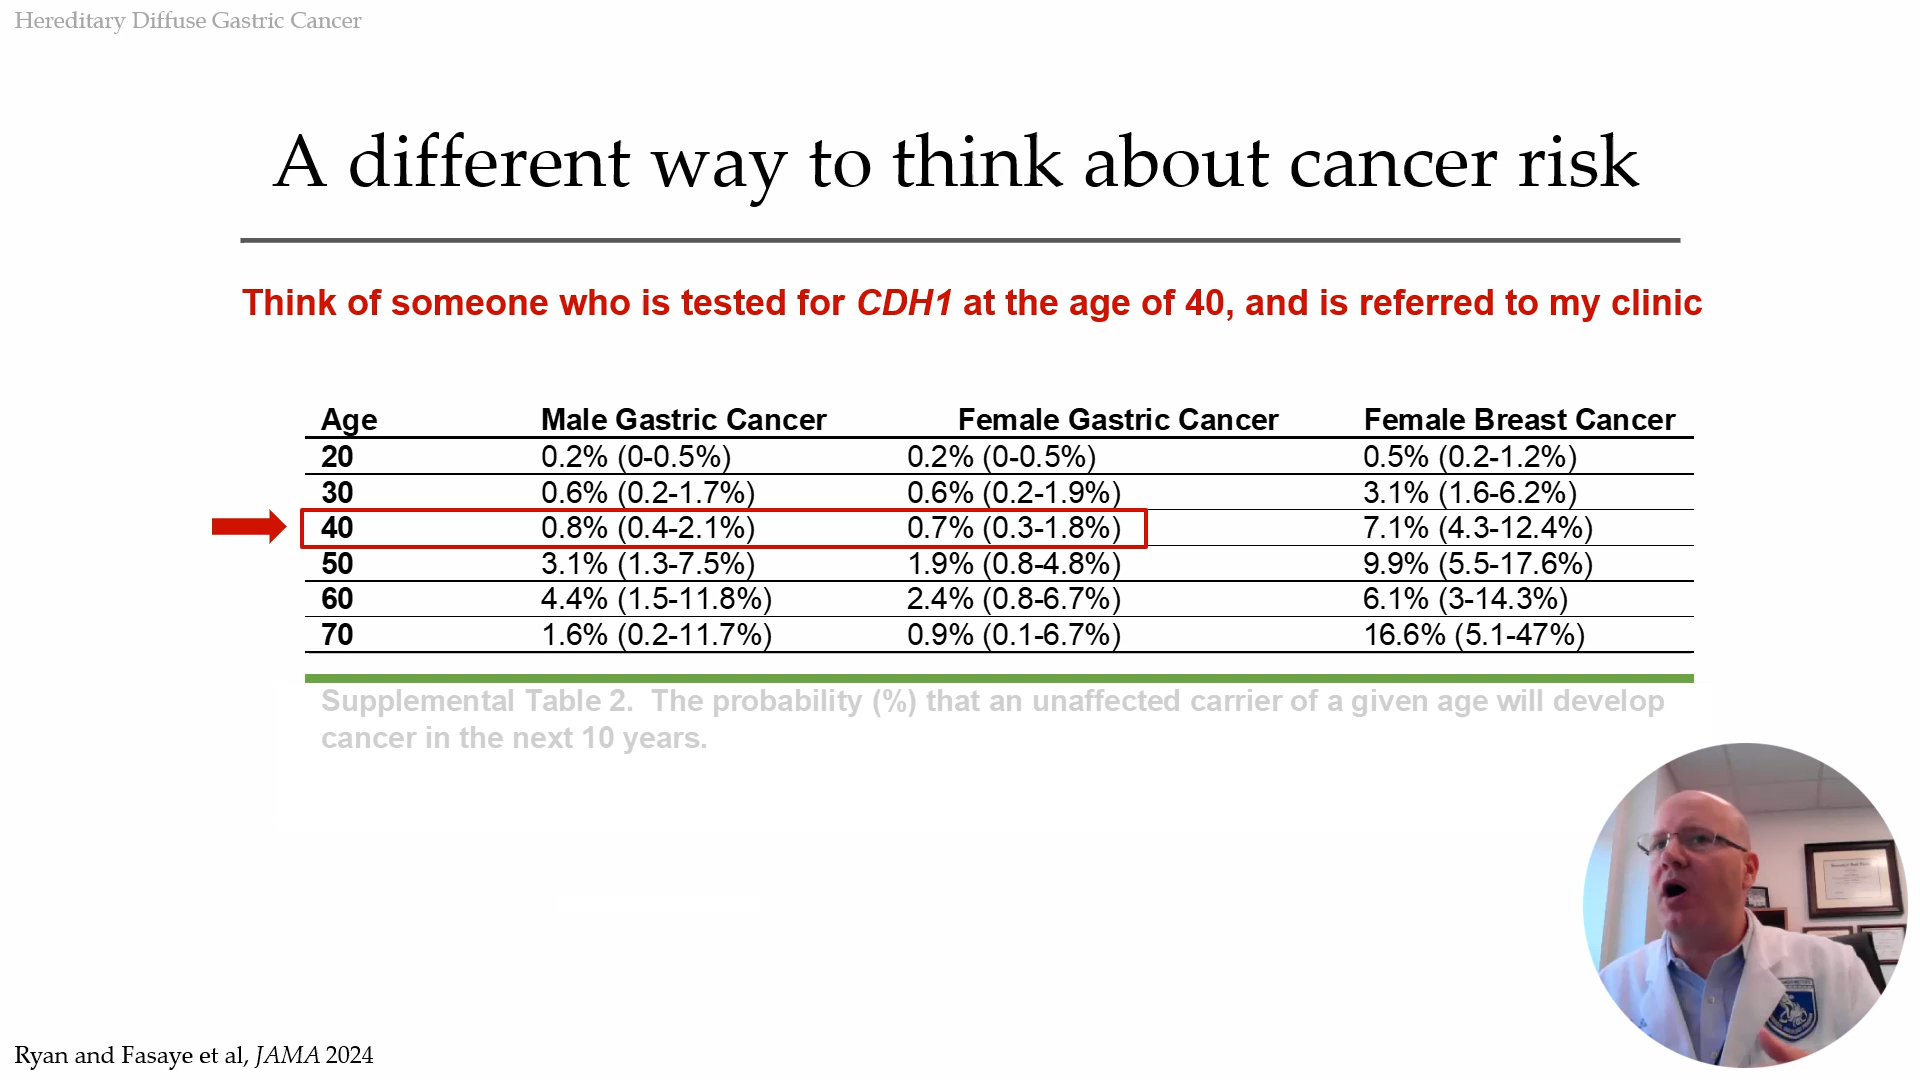 Hereditary Diffuse Gastric Cancer
A different way to think about cancer risk
Think of someone who is tested for CDH1 at the age of 40, and is referred to my clinic
Age Male Gastric Cancer Female Gastric Cancer Female Breast Cancer
20 0.2% (0-0.5%) 0.2% (0-0.5%) 0.5% (0.2-1.2%)
30 0.6% (0.2-1.7%) 0.6% (0.2-1.9%) 3.1% (1.6-6.2%)
40 0.8% (0.4-2.1%) 0.7% (0.3-1.8%) 7.1% (4.3-12.4%)
50 3.1% (1.3-7.5%) 1.9% (0.8-4.8%) 9.9% (5.5-17.6%)
60 4.4% (1.5-11.8%) 2.4% (0.8-6.7%) 6.1% (3-14.3%)
70 1.6% (0.2-11.7%) 0.9% (0.1-6.7%) 16.6% (5.1-47%)
Supplemental Table 2. The probability (%) that an unaffected carrier of a given age will develop
cancer in the next 10 years.
Ryan and Fasaye et al, JAMA 2024